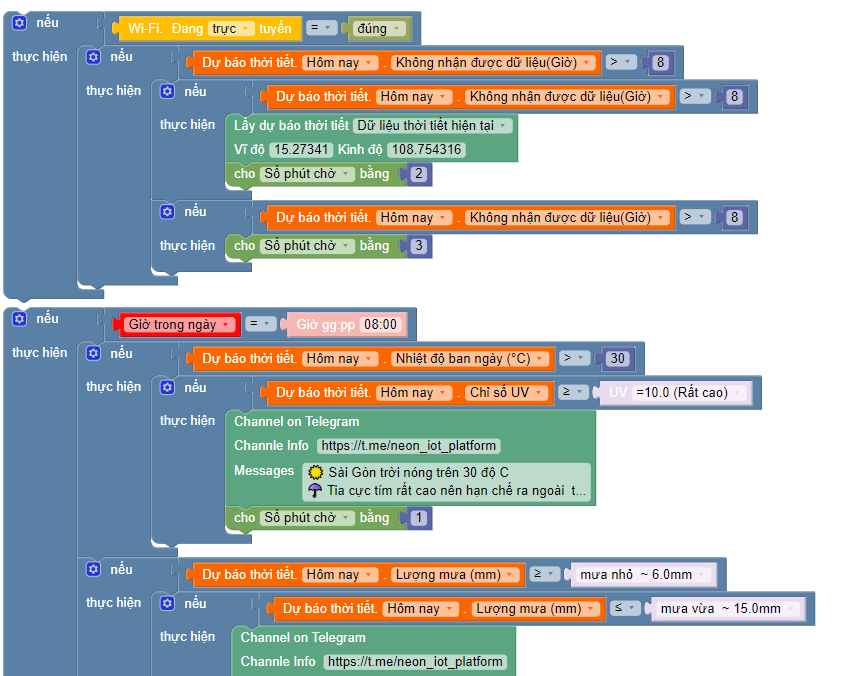 nếu Wi-Fi. Đang trực tuyến = đúng
thực hiện nếu Dự báo thời tiết. Hôm nay . Không nhận được dữ liệu(Giờ) > 8
thực hiện nếu Dự báo thời tiết. Hôm nay . Không nhận được dữ liệu(Giờ) > 8
thực hiện Lấy dự báo thời tiết Dữ liệu thời tiết hiện tại
Vĩ độ 15.27341 Kinh độ 108.754316
cho Số phút chờ bằng 2
nếu Dự báo thời tiết. Hôm nay . Không nhận được dữ liệu(Giờ) > 8
thực hiện cho Số phút chờ bằng 3
nếu Giờ trong ngày = Giờ gg:pp 08:00
thực hiện nếu Dự báo thời tiết. Hôm nay . Nhiệt độ ban ngày (°C) > 30
thực hiện nếu Dự báo thời tiết. Hôm nay . Chỉ số UV ≥ UV =10.0 (Rất cao)
thực hiện Channel on Telegram
Channle Info https://t.me/neon_iot_platform
Messages 🌞 Sài Gòn trời nóng trên 30 độ C
☂ Tia cực tím rất cao nên hạn chế ra ngoài t...
cho Số phút chờ bằng 1
nếu Dự báo thời tiết. Hôm nay . Lượng mưa (mm) ≥ mưa nhỏ ~ 6.0mm
thực hiện nếu Dự báo thời tiết. Hôm nay . Lượng mưa (mm) ≤ mưa vừa ~ 15.0mm
thực hiện Channel on Telegram
Channle Info https://t.me/neon_iot_platform